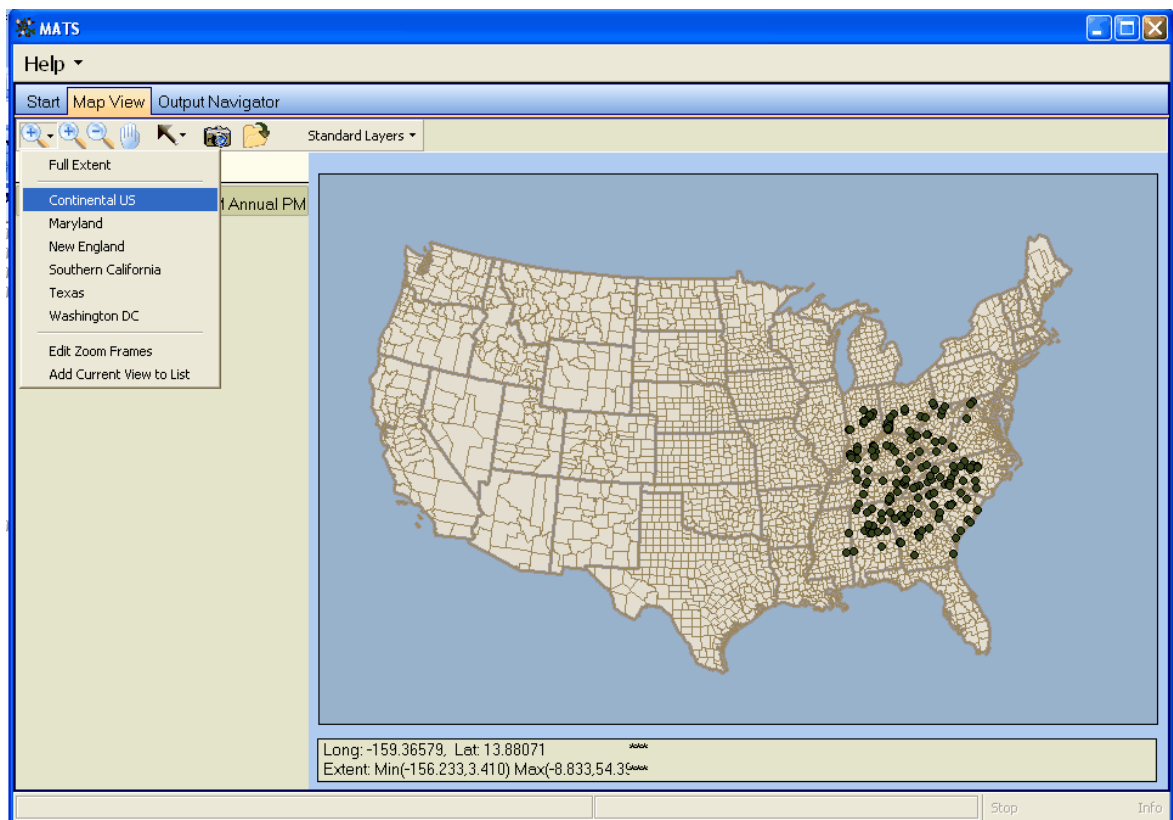 MATS
Help
Start Map View Output Navigator
Standard Layers
Full Extent
Continental US
Annual PM
Maryland
New England
Southern California
Texas
Washington DC
Edit Zoom Frames
Add Current View to List
Long: -159.36579, Lat: 13.88071 ***
Extent: Min(-156.233,3.410) Max(-8.833,54.39***
Stop Info